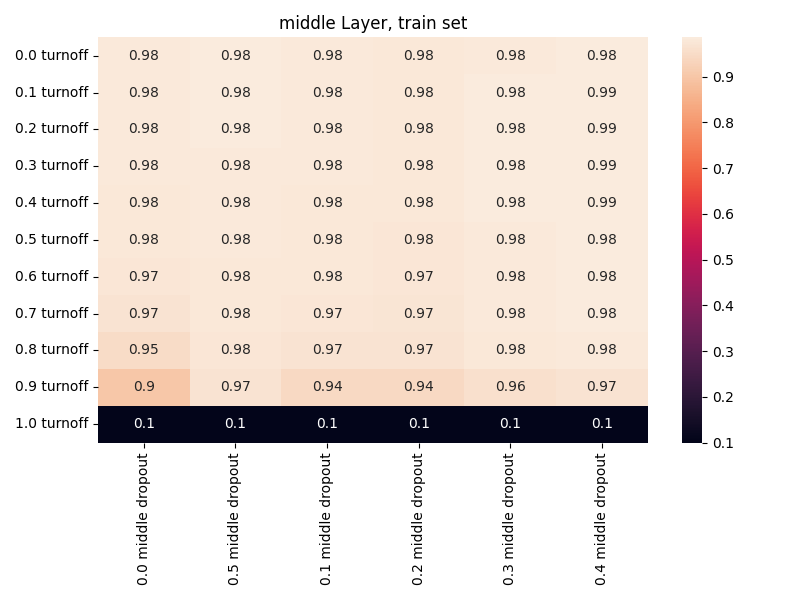 middle Layer, train set
0.0 turnoff 0.98 0.98 0.98 0.98 0.98 0.98
0.1 turnoff 0.98 0.98 0.98 0.98 0.98 0.99
0.2 turnoff 0.98 0.98 0.98 0.98 0.98 0.99
0.3 turnoff 0.98 0.98 0.98 0.98 0.98 0.99
0.4 turnoff 0.98 0.98 0.98 0.98 0.98 0.99
0.5 turnoff 0.98 0.98 0.98 0.98 0.98 0.98
0.6 turnoff 0.97 0.98 0.98 0.97 0.98 0.98
0.7 turnoff 0.97 0.98 0.97 0.97 0.98 0.98
0.8 turnoff 0.95 0.98 0.97 0.97 0.98 0.98
0.9 turnoff 0.9 0.97 0.94 0.94 0.96 0.97
1.0 turnoff 0.1 0.1 0.1 0.1 0.1 0.1
0.0 middle dropout
0.5 middle dropout
0.1 middle dropout
0.2 middle dropout
0.3 middle dropout
0.4 middle dropout
0.9
0.8
0.7
0.6
0.5
0.4
0.3
0.2
0.1